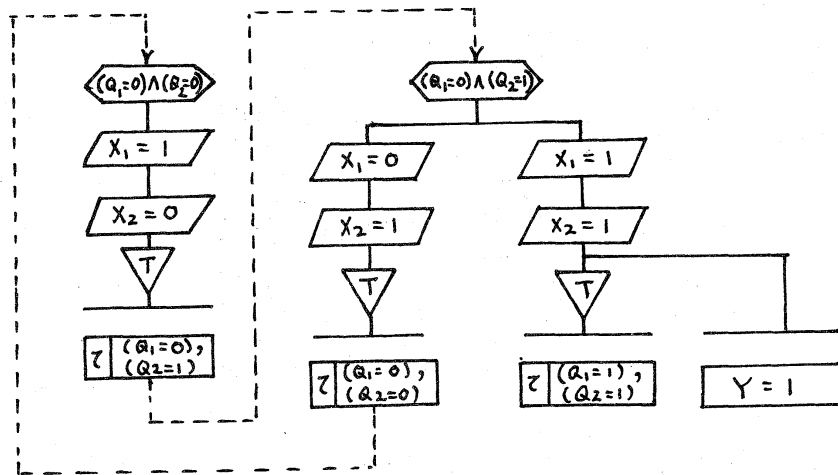 (Q₁=0)∧(Q₂=0)
X₁ = 1
X₂ = 0
T
τ (Q₁=0),
(Q₂=1)
(Q₁=0)∧(Q₂=1)
X₁ = 0
X₂ = 1
T
τ (Q₁=0),
(Q₂=0)
X₁ = 1
X₂ = 1
T
τ (Q₁=1),
(Q₂=1)
Y = 1